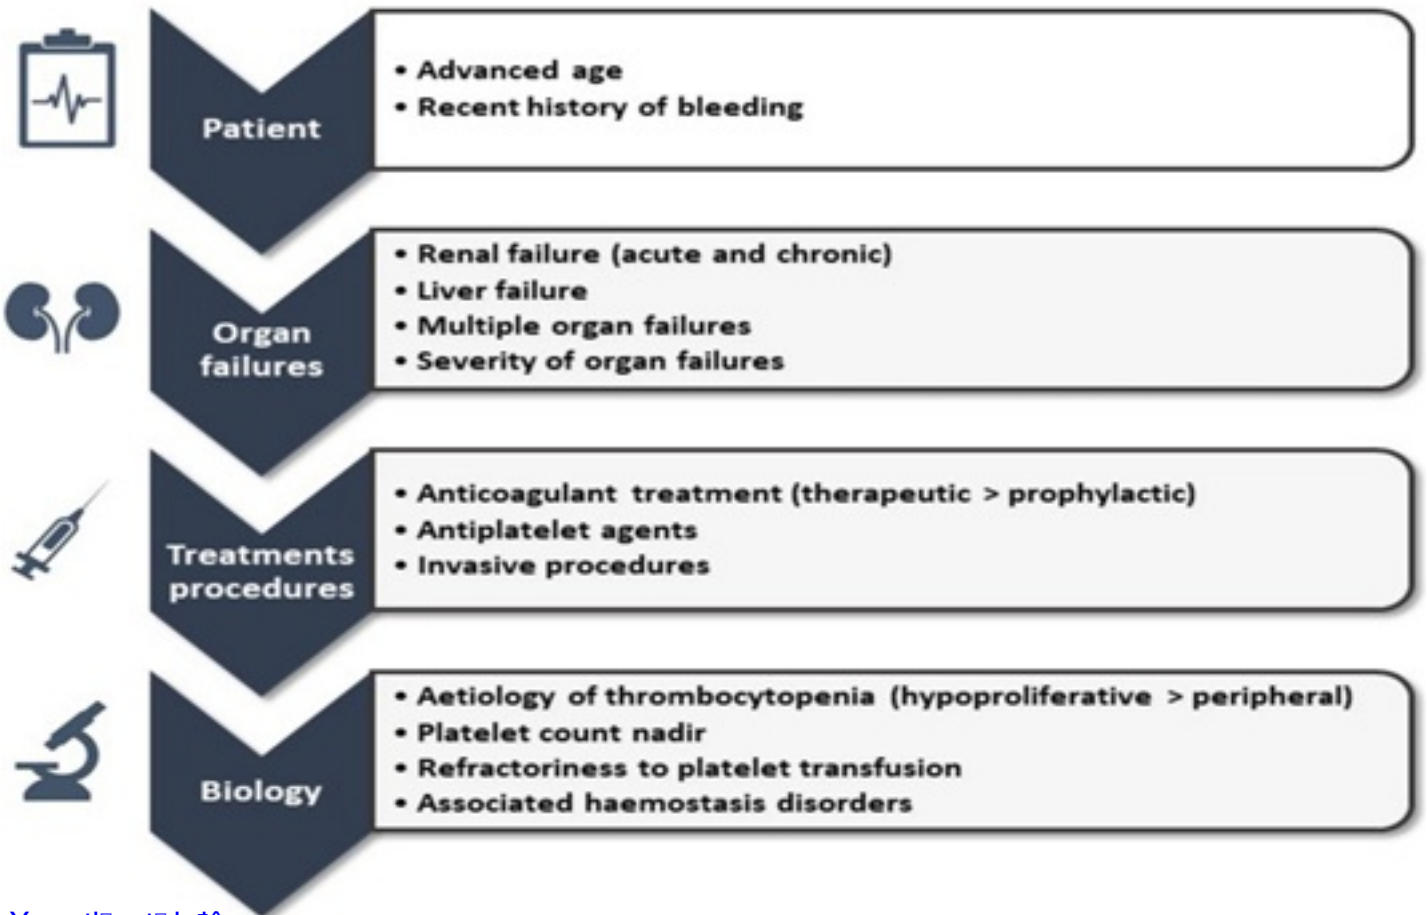 Patient
• Advanced age
• Recent history of bleeding
Organ
failures
• Renal failure (acute and chronic)
• Liver failure
• Multiple organ failures
• Severity of organ failures
Treatments
procedures
• Anticoagulant treatment (therapeutic > prophylactic)
• Antiplatelet agents
• Invasive procedures
Biology
• Aetiology of thrombocytopenia (hypoproliferative > peripheral)
• Platelet count nadir
• Refractoriness to platelet transfusion
• Associated haemostasis disorders